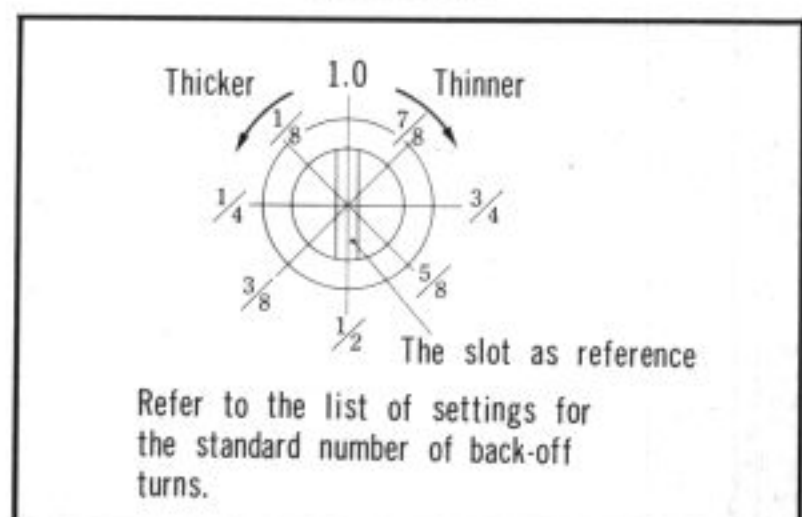 Thicker 1.0 Thinner
1/8 7/8
1/4 3/4
3/8 5/8
1/2
The slot as reference
Refer to the list of settings for
the standard number of back-off
turns.